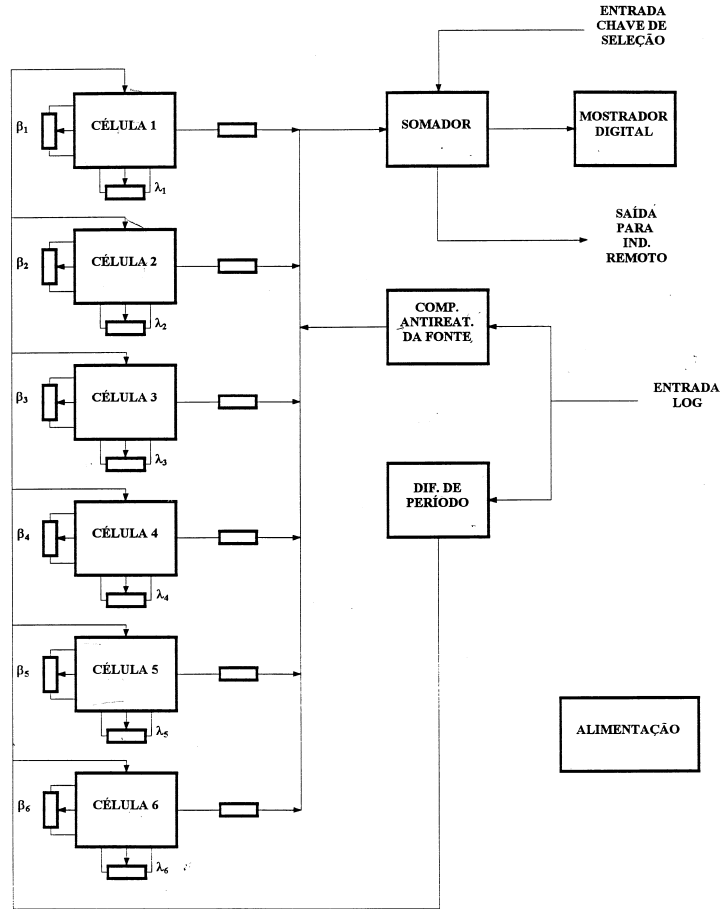 ENTRADA
CHAVE DE
SELEÇÃO
β1
CÉLULA 1
λ1
SOMADOR
MOSTRADOR
DIGITAL
SAÍDA
PARA
IND.
REMOTO
β2
CÉLULA 2
λ2
COMP.
ANTIREAT.
DA FONTE
β3
CÉLULA 3
λ3
ENTRADA
LOG
DIF. DE
PERÍODO
β4
CÉLULA 4
λ4
β5
CÉLULA 5
λ5
ALIMENTAÇÃO
β6
CÉLULA 6
λ6